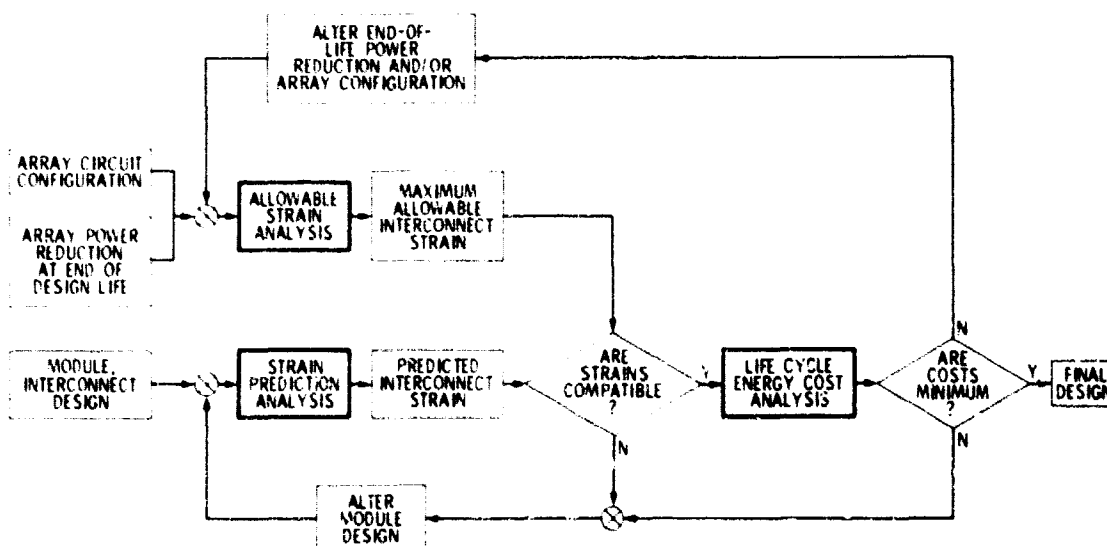 ALTER END-OF-
LIFE POWER
REDUCTION AND/OR
ARRAY CONFIGURATION
ARRAY CIRCUIT
CONFIGURATION
ARRAY POWER
REDUCTION
AT END OF
DESIGN LIFE
ALLOWABLE
STRAIN
ANALYSIS
MAXIMUM
ALLOWABLE
INTERCONNECT
STRAIN
MODULE,
INTERCONNECT
DESIGN
STRAIN
PREDICTION
ANALYSIS
PREDICTED
INTERCONNECT
STRAIN
ARE
STRAINS
COMPATIBLE
?
Y
N
LIFE CYCLE
ENERGY COST
ANALYSIS
N
ARE
COSTS
MINIMUM
?
Y
N
FINAL
DESIGN
ALTER
MODULE
DESIGN